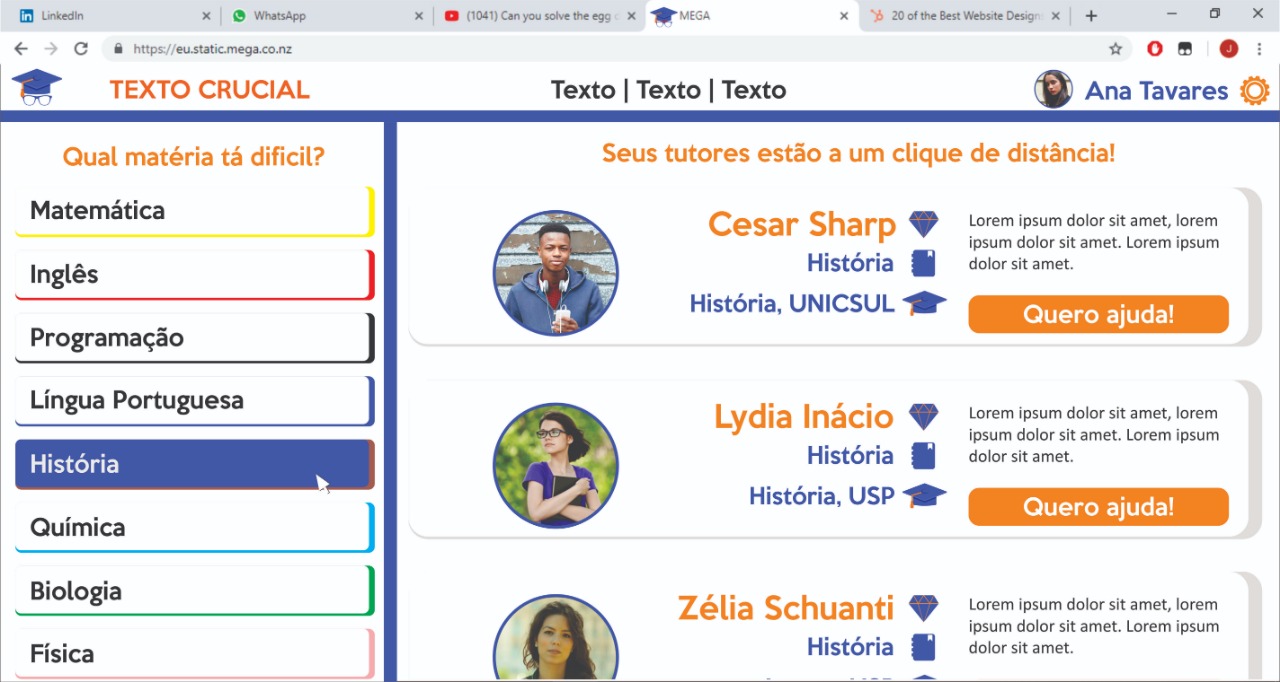 LinkedIn
WhatsApp
(1041) Can you solve the egg
MEGA
20 of the Best Website Design
https://eu.static.mega.co.nz
J
TEXTO CRUCIAL
Texto | Texto | Texto
Ana Tavares
Qual matéria tá dificil?
Matemática
Inglês
Programação
Língua Portuguesa
História
Química
Biologia
Física
Seus tutores estão a um clique de distância!
Cesar Sharp
História
História, UNICSUL
Lorem ipsum dolor sit amet, lorem
ipsum dolor sit amet. Lorem ipsum
dolor sit amet.
Quero ajuda!
Lydia Inácio
História
História, USP
Lorem ipsum dolor sit amet, lorem
ipsum dolor sit amet. Lorem ipsum
dolor sit amet.
Quero ajuda!
Zélia Schuanti
História
Lorem ipsum dolor sit amet, lorem
ipsum dolor sit amet. Lorem ipsum
dolor sit amet.